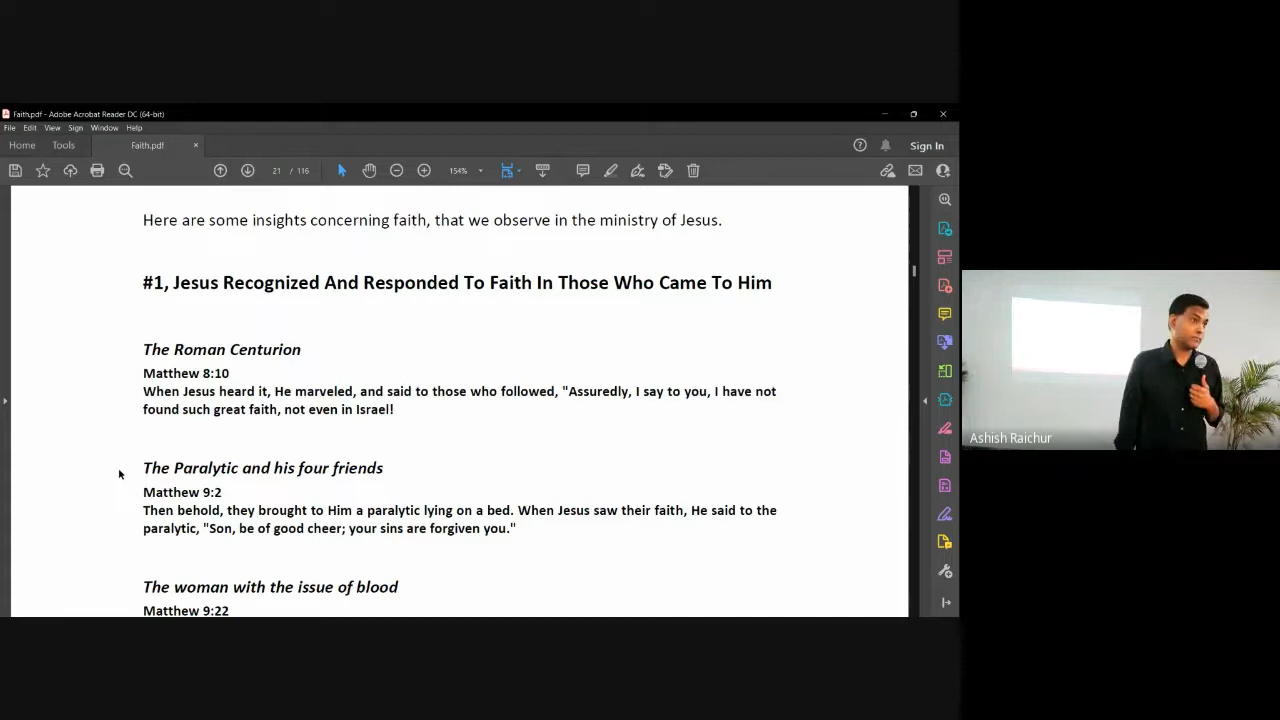 Faith.pdf - Adobe Acrobat Reader DC (64-bit)
File Edit View Sign Window Help
Home Tools Faith.pdf × Sign In
21 / 116 154%
Here are some insights concerning faith, that we observe in the ministry of Jesus.
#1, Jesus Recognized And Responded To Faith In Those Who Came To Him
The Roman Centurion
Matthew 8:10
When Jesus heard it, He marveled, and said to those who followed, "Assuredly, I say to you, I have not
found such great faith, not even in Israel!
The Paralytic and his four friends
Matthew 9:2
Then behold, they brought to Him a paralytic lying on a bed. When Jesus saw their faith, He said to the
paralytic, "Son, be of good cheer; your sins are forgiven you."
The woman with the issue of blood
Matthew 9:22
Ashish Raichur